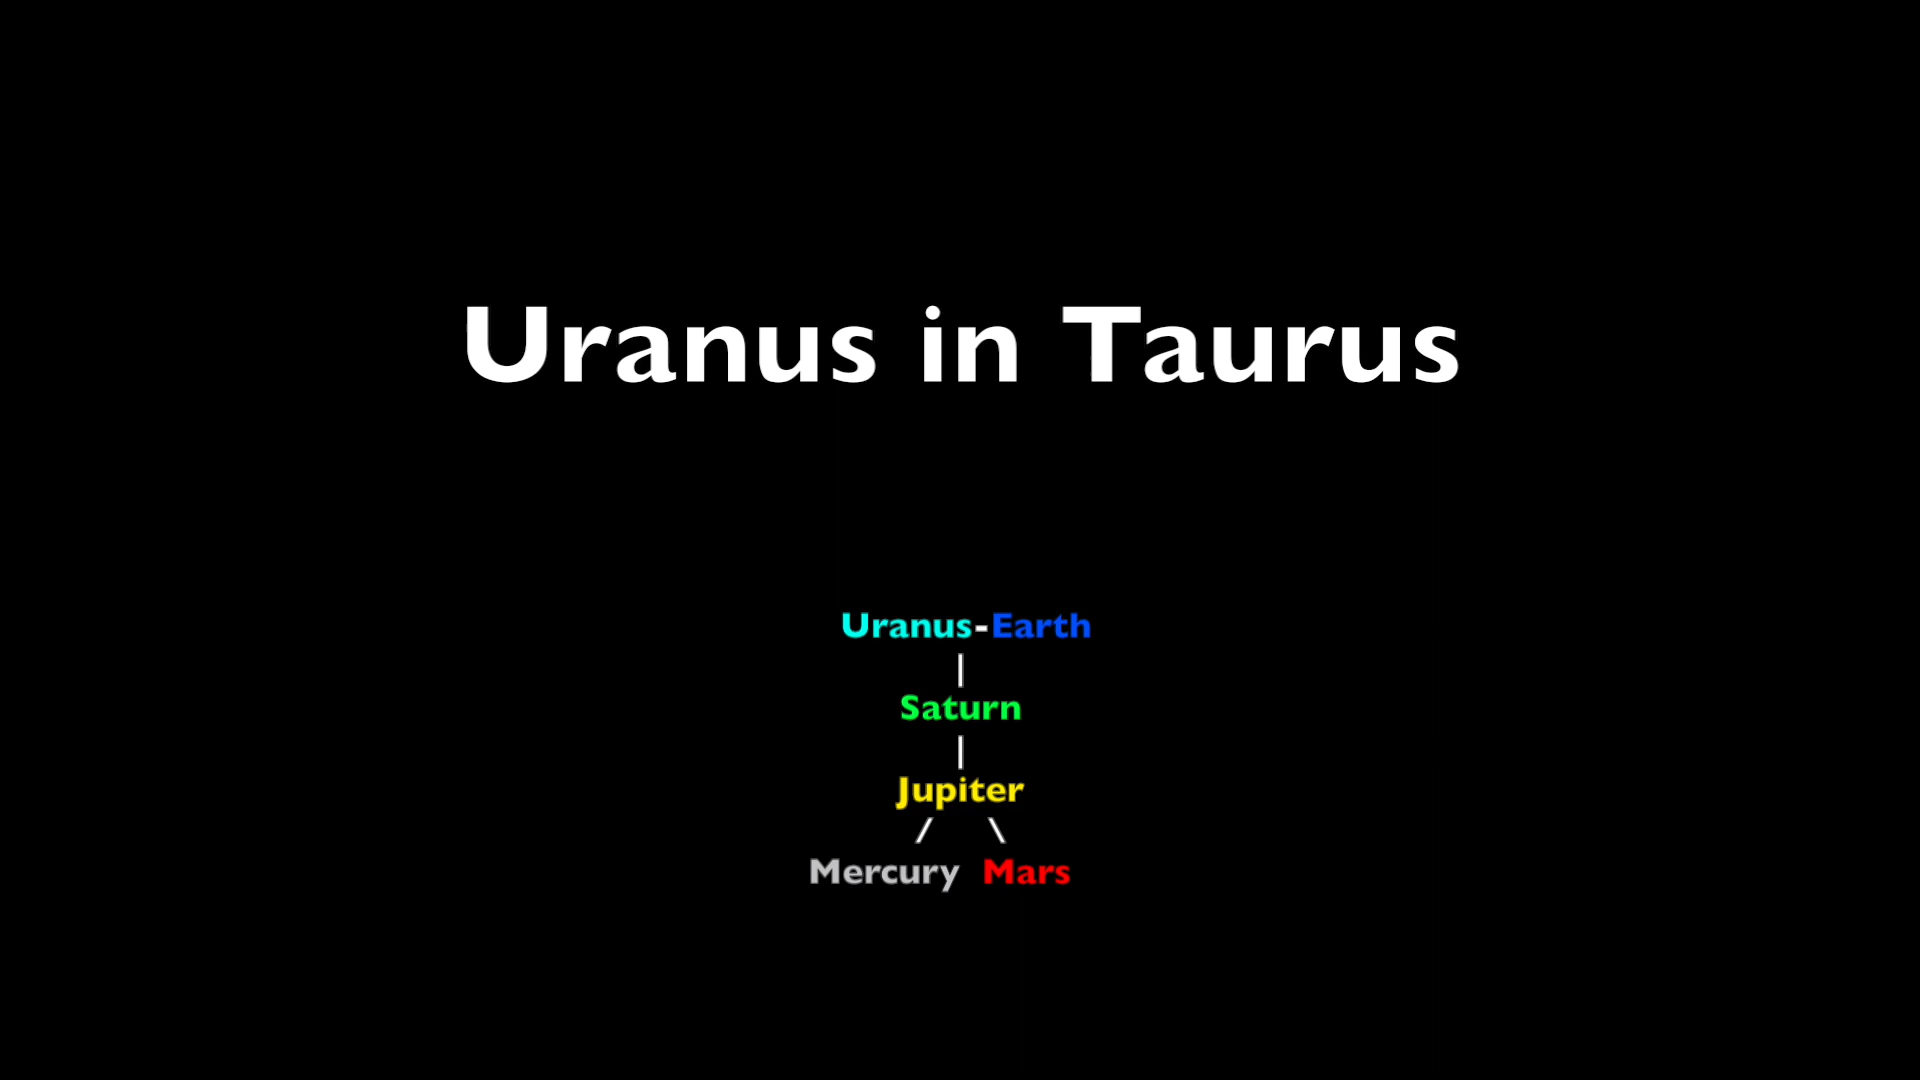 Uranus in Taurus
Uranus-Earth
|
Saturn
|
Jupiter
/ \
Mercury Mars